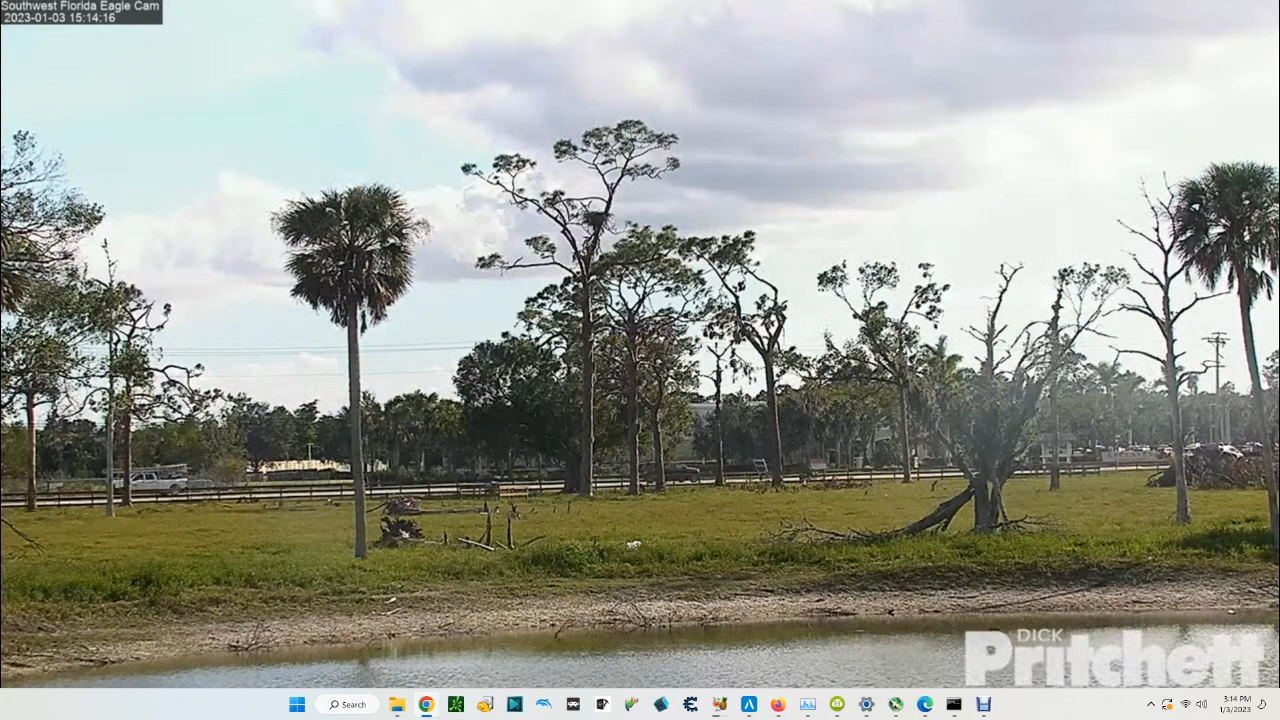 Southwest Florida Eagle Cam
2023-01-03 15:14:16
DICK
Pritchett
Search
3:14 PM
1/3/2023